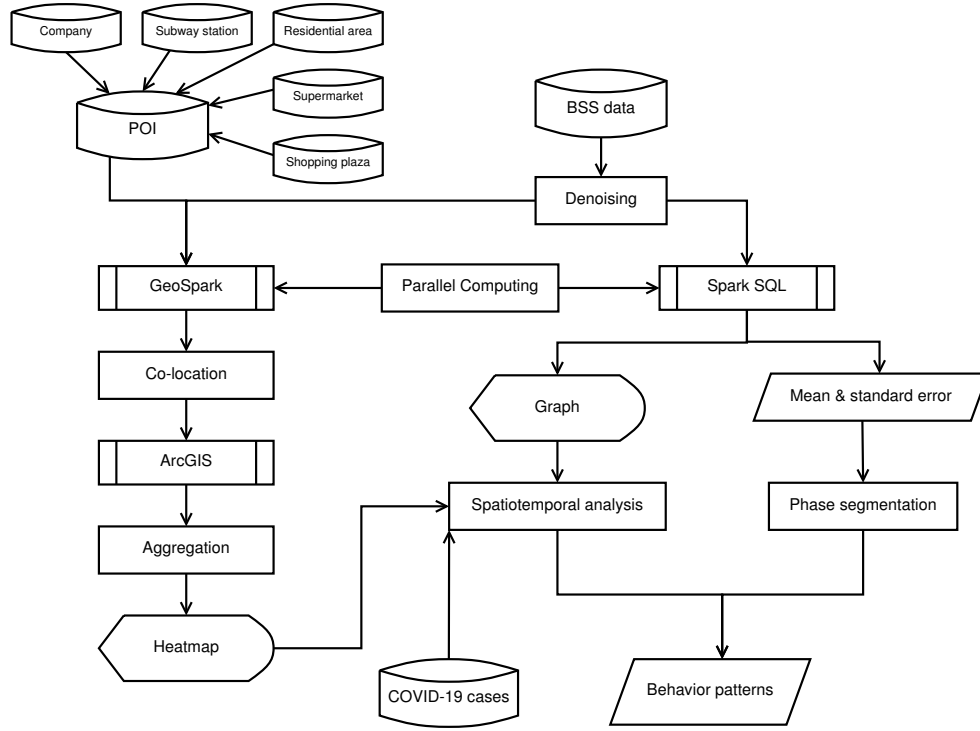 Company
Subway station
Residential area
Supermarket
POI
Shopping plaza
BSS data
Denoising
GeoSpark
Parallel Computing
Spark SQL
Co-location
Graph
Mean & standard error
ArcGIS
Spatiotemporal analysis
Phase segmentation
Aggregation
Heatmap
COVID-19 cases
Behavior patterns